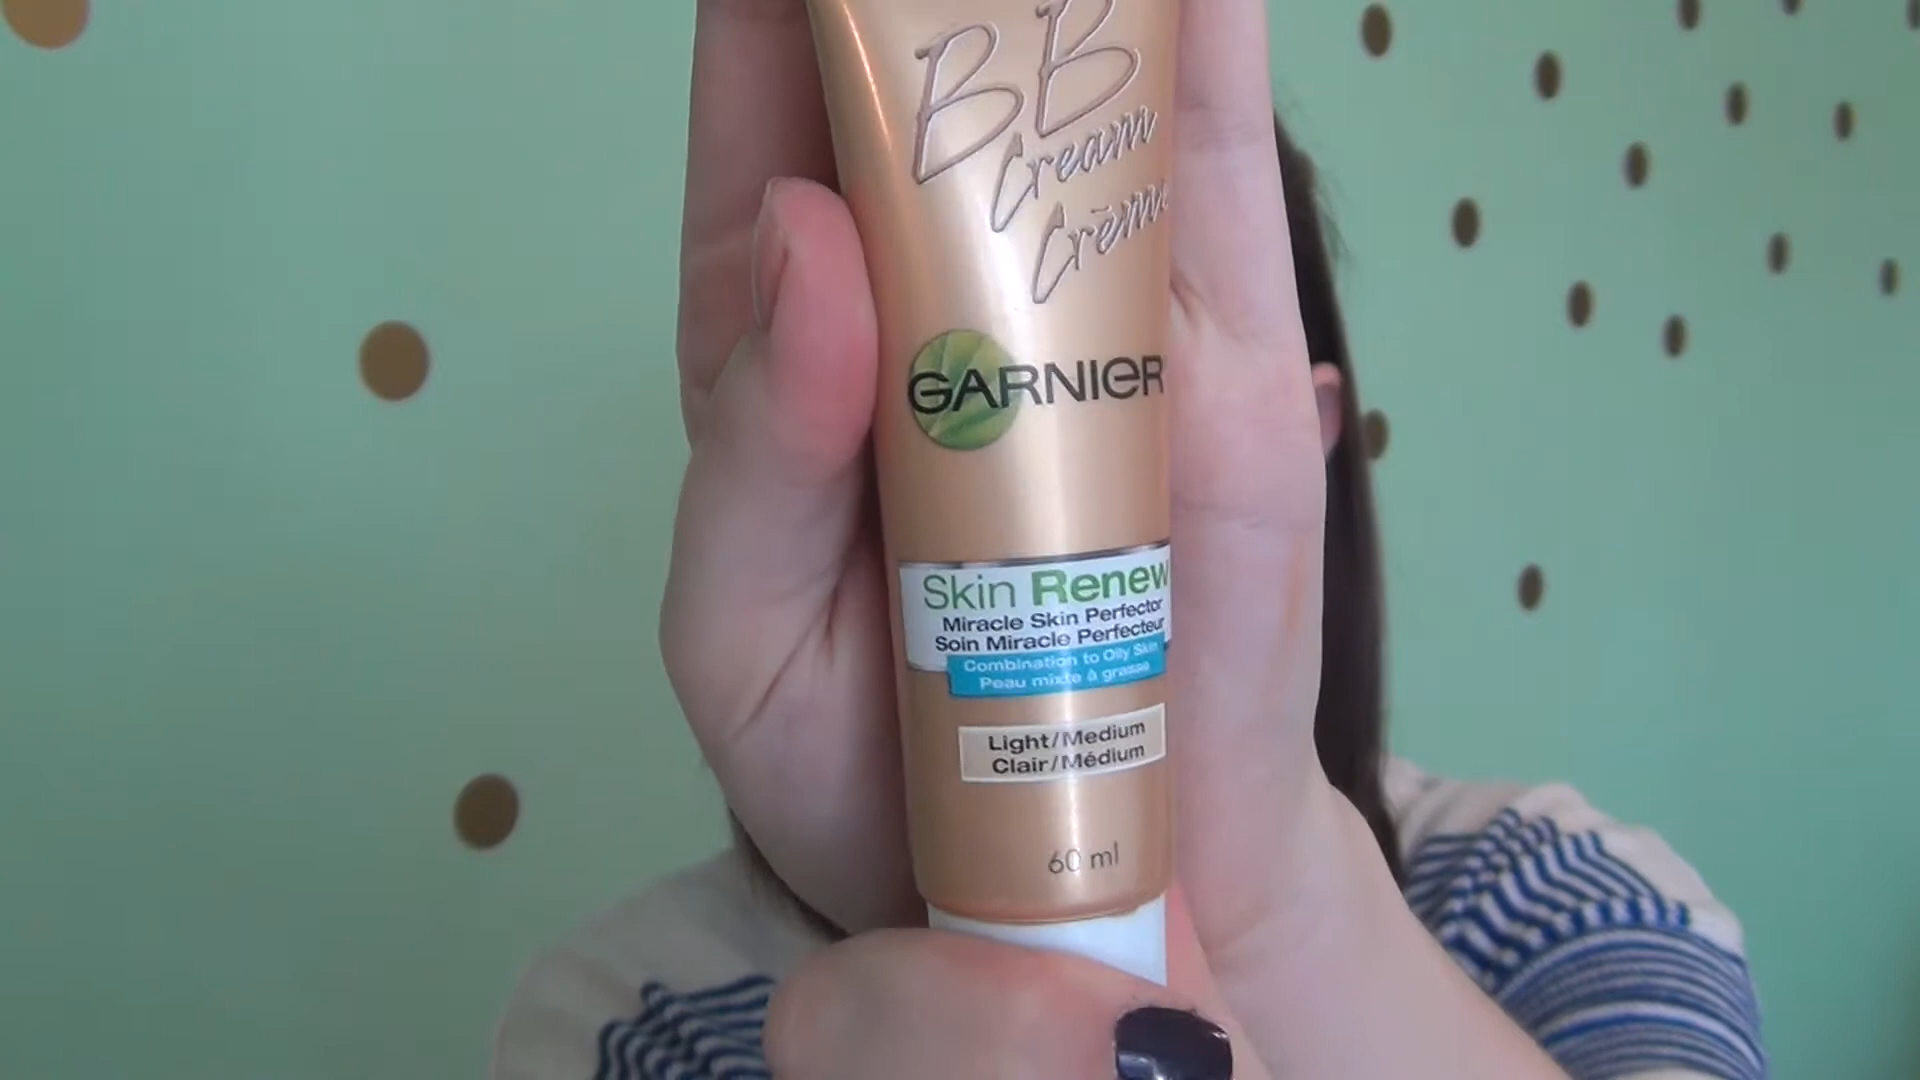 BB
Cream
Crèm
GARNIER
Skin Renew
Miracle Skin Perfector
Soin Miracle Perfecteur
Combination to Oily Skin
Peau mixte à grasse
Light/Medium
Clair/Médium
60 ml